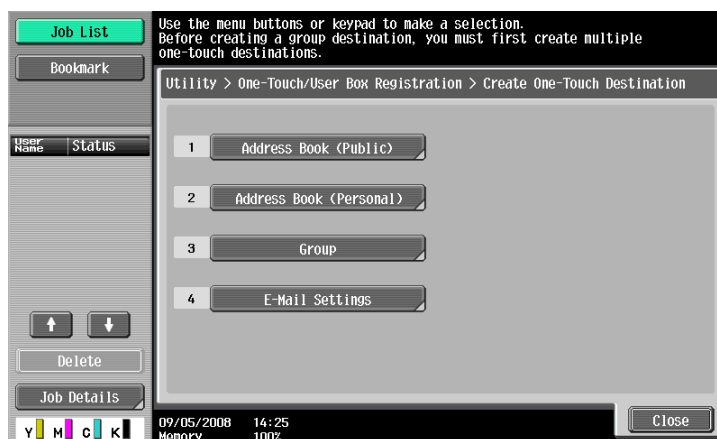 Job List
Bookmark
User Name Status
Delete
Job Details
Y M C K
Use the menu buttons or keypad to make a selection.
Before creating a group destination, you must first create multiple
one-touch destinations.
Utility > One-Touch/User Box Registration > Create One-Touch Destination
1 Address Book (Public)
2 Address Book (Personal)
3 Group
4 E-Mail Settings
09/05/2008 14:25
Memory 100%
Close